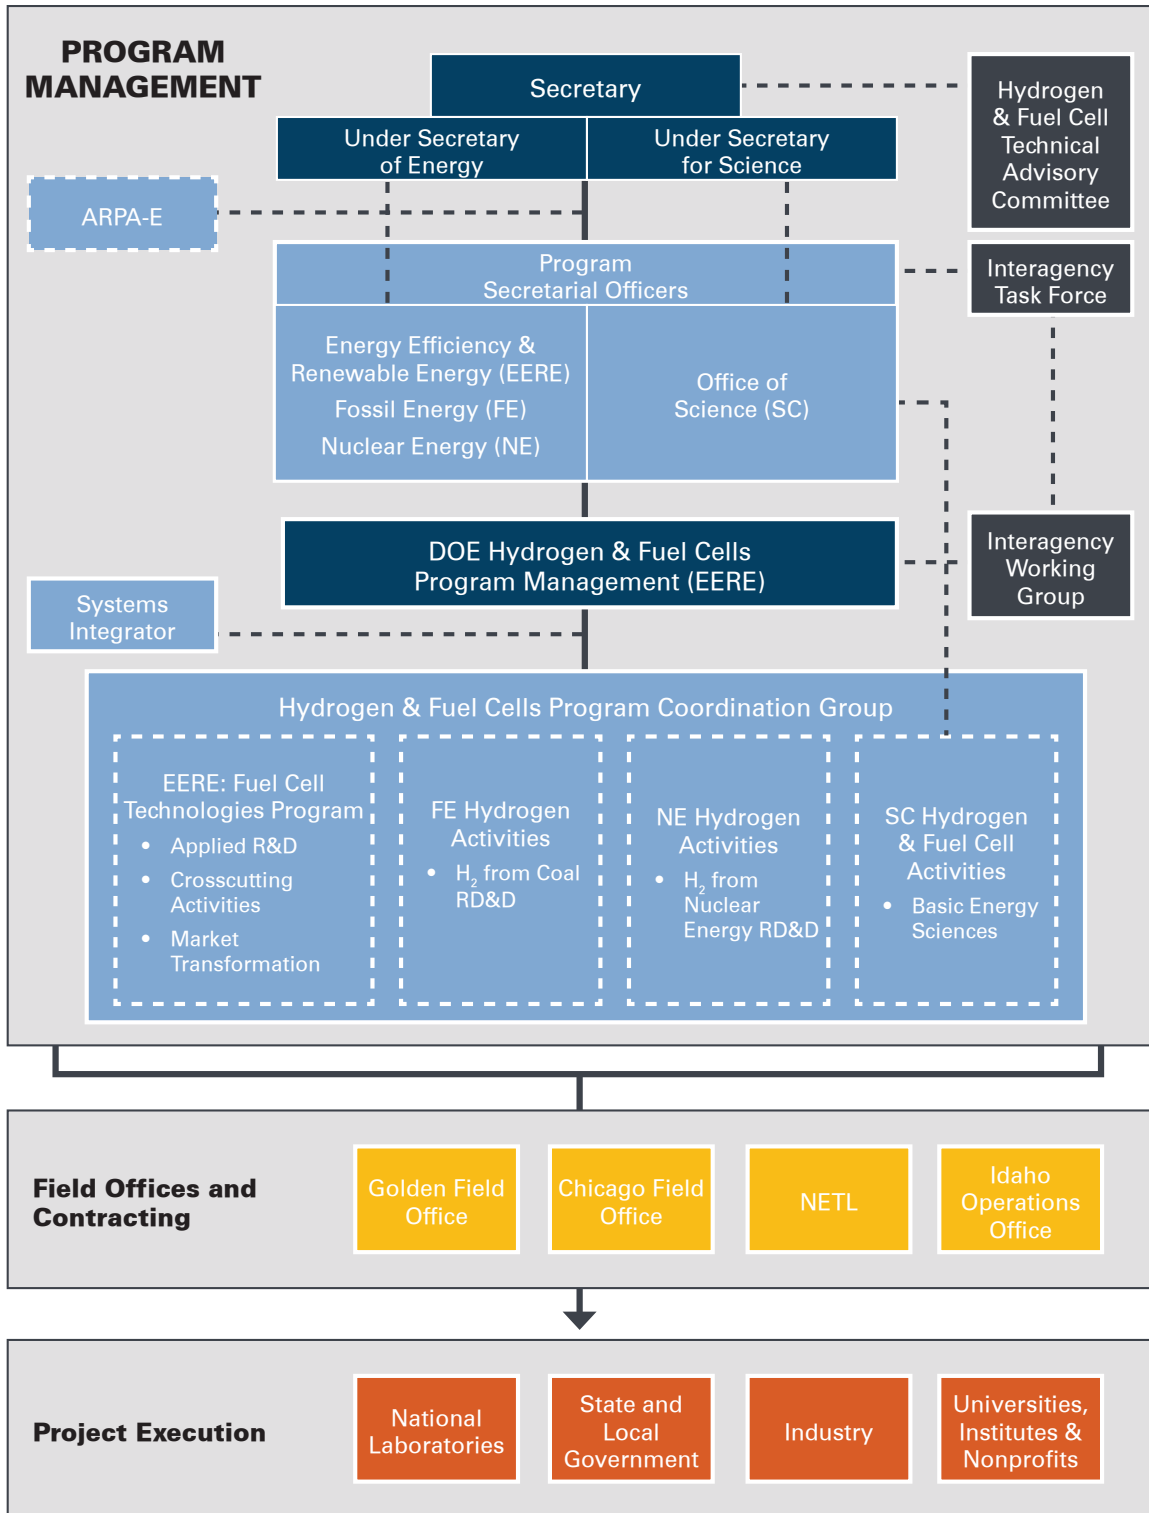 PROGRAM
MANAGEMENT
Secretary
Under Secretary
of Energy
Under Secretary
for Science
Hydrogen
& Fuel Cell
Technical
Advisory
Committee
ARPA-E
Program
Secretarial Officers
Interagency
Task Force
Energy Efficiency &
Renewable Energy (EERE)
Fossil Energy (FE)
Nuclear Energy (NE)
Office of
Science (SC)
DOE Hydrogen & Fuel Cells
Program Management (EERE)
Interagency
Working
Group
Systems
Integrator
Hydrogen & Fuel Cells Program Coordination Group
EERE: Fuel Cell
Technologies Program
• Applied R&D
• Crosscutting
Activities
• Market
Transformation
FE Hydrogen
Activities
• H2 from Coal
RD&D
NE Hydrogen
Activities
• H2 from
Nuclear
Energy RD&D
SC Hydrogen
& Fuel Cell
Activities
• Basic Energy
Sciences
Field Offices and
Contracting
Golden Field
Office
Chicago Field
Office
NETL
Idaho
Operations
Office
Project Execution
National
Laboratories
State and
Local
Government
Industry
Universities,
Institutes &
Nonprofits